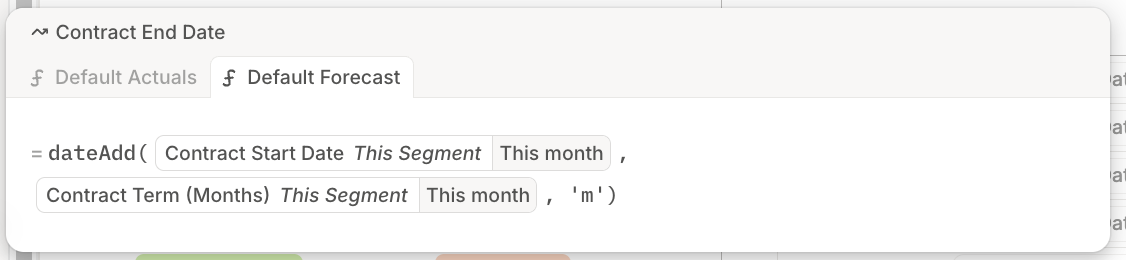 Contract End Date
Default Actuals Default Forecast
= dateAdd( Contract Start Date This Segment This month ,
Contract Term (Months) This Segment This month , 'm')